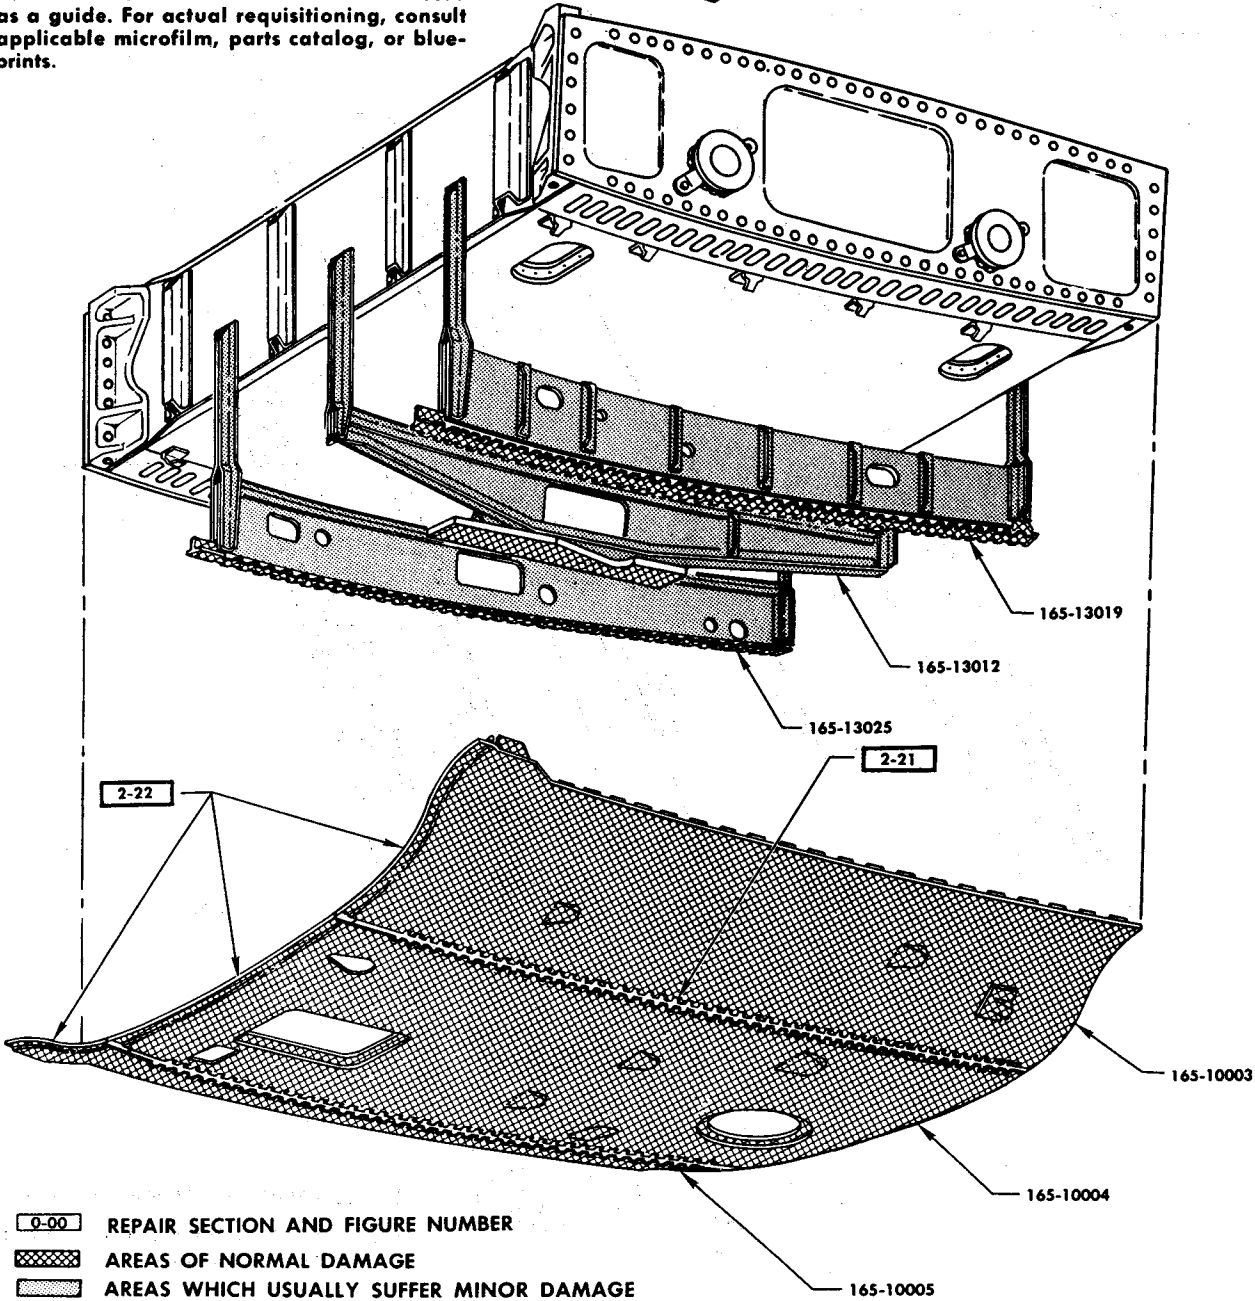 as a guide. For actual requisitioning, consult
applicable microfilm, parts catalog, or blue-
prints.
165-13019
165-13012
165-13025
2-21
2-22
165-10003
165-10004
165-10005
0-00 REPAIR SECTION AND FIGURE NUMBER
AREAS OF NORMAL DAMAGE
AREAS WHICH USUALLY SUFFER MINOR DAMAGE